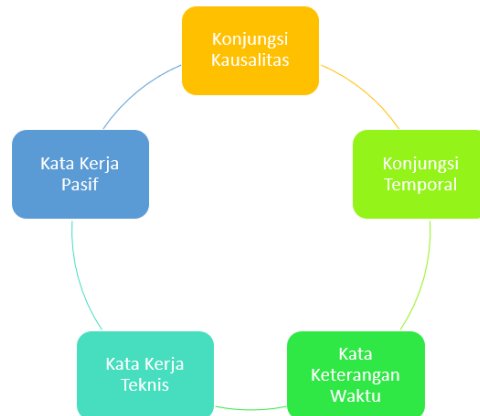 Konjungsi
Kausalitas
Konjungsi
Temporal
Kata
Keterangan
Waktu
Kata Kerja
Teknis
Kata Kerja
Pasif